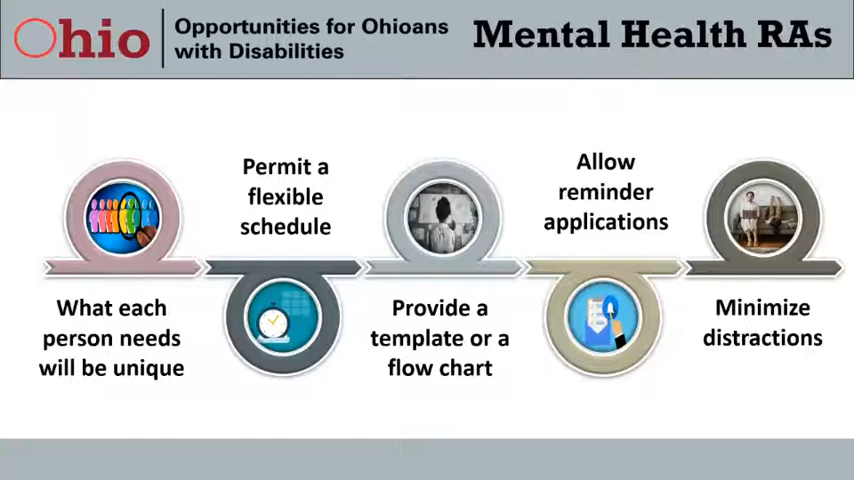 Ohio
Opportunities for Ohioans
with Disabilities
Mental Health RAs
What each
person needs
will be unique
Permit a
flexible
schedule
Provide a
template or a
flow chart
Allow
reminder
applications
Minimize
distractions